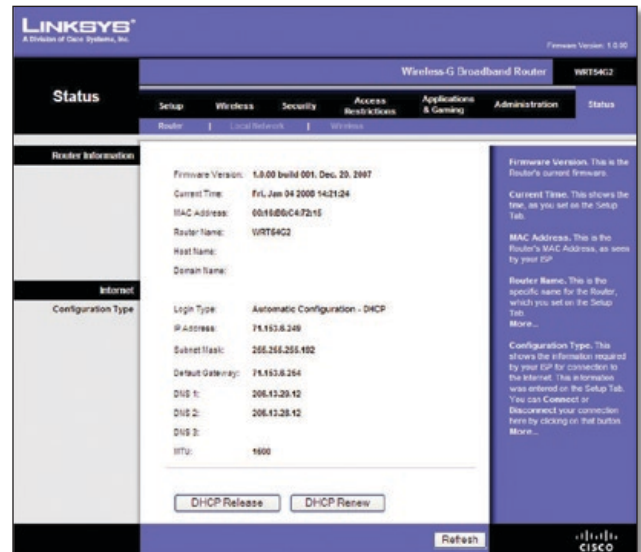 LINKSYS®
A Division of Cisco Systems, Inc.
Firmware Version: 1.0.00
Wireless-G Broadband Router WRT54G2
Status
Setup Wireless Security Access Restrictions Applications & Gaming Administration Status
Router | Local Network | Wireless
Router Information
Firmware Version: 1.0.00 build 001, Dec. 20, 2007
Current Time: Fri, Jan 04 2008 14:21:24
MAC Address:
Router Name: WRT54G2
Host Name:
Domain Name:
Internet
Configuration Type
Login Type: Automatic Configuration - DHCP
IP Address: 71.153.6.249
Subnet Mask: 255.255.255.192
Default Gateway: 71.153.6.254
DNS 1: 206.13.29.12
DNS 2: 206.13.28.12
DNS 3:
MTU: 1500
DHCP Release DHCP Renew
Firmware Version. This is the
Router's current firmware.
Current Time. This shows the
time, as you set on the Setup
Tab.
MAC Address. This is the
Router's MAC Address, as seen
by your ISP.
Router Name. This is the
specific name for the Router,
which you set on the Setup
Tab.
More...
Configuration Type. This
shows the information required
by your ISP for connection to
the Internet. This information
was entered on the Setup Tab.
You can Connect or
Disconnect your connection
here by clicking on that button.
More...
Refresh
CISCO